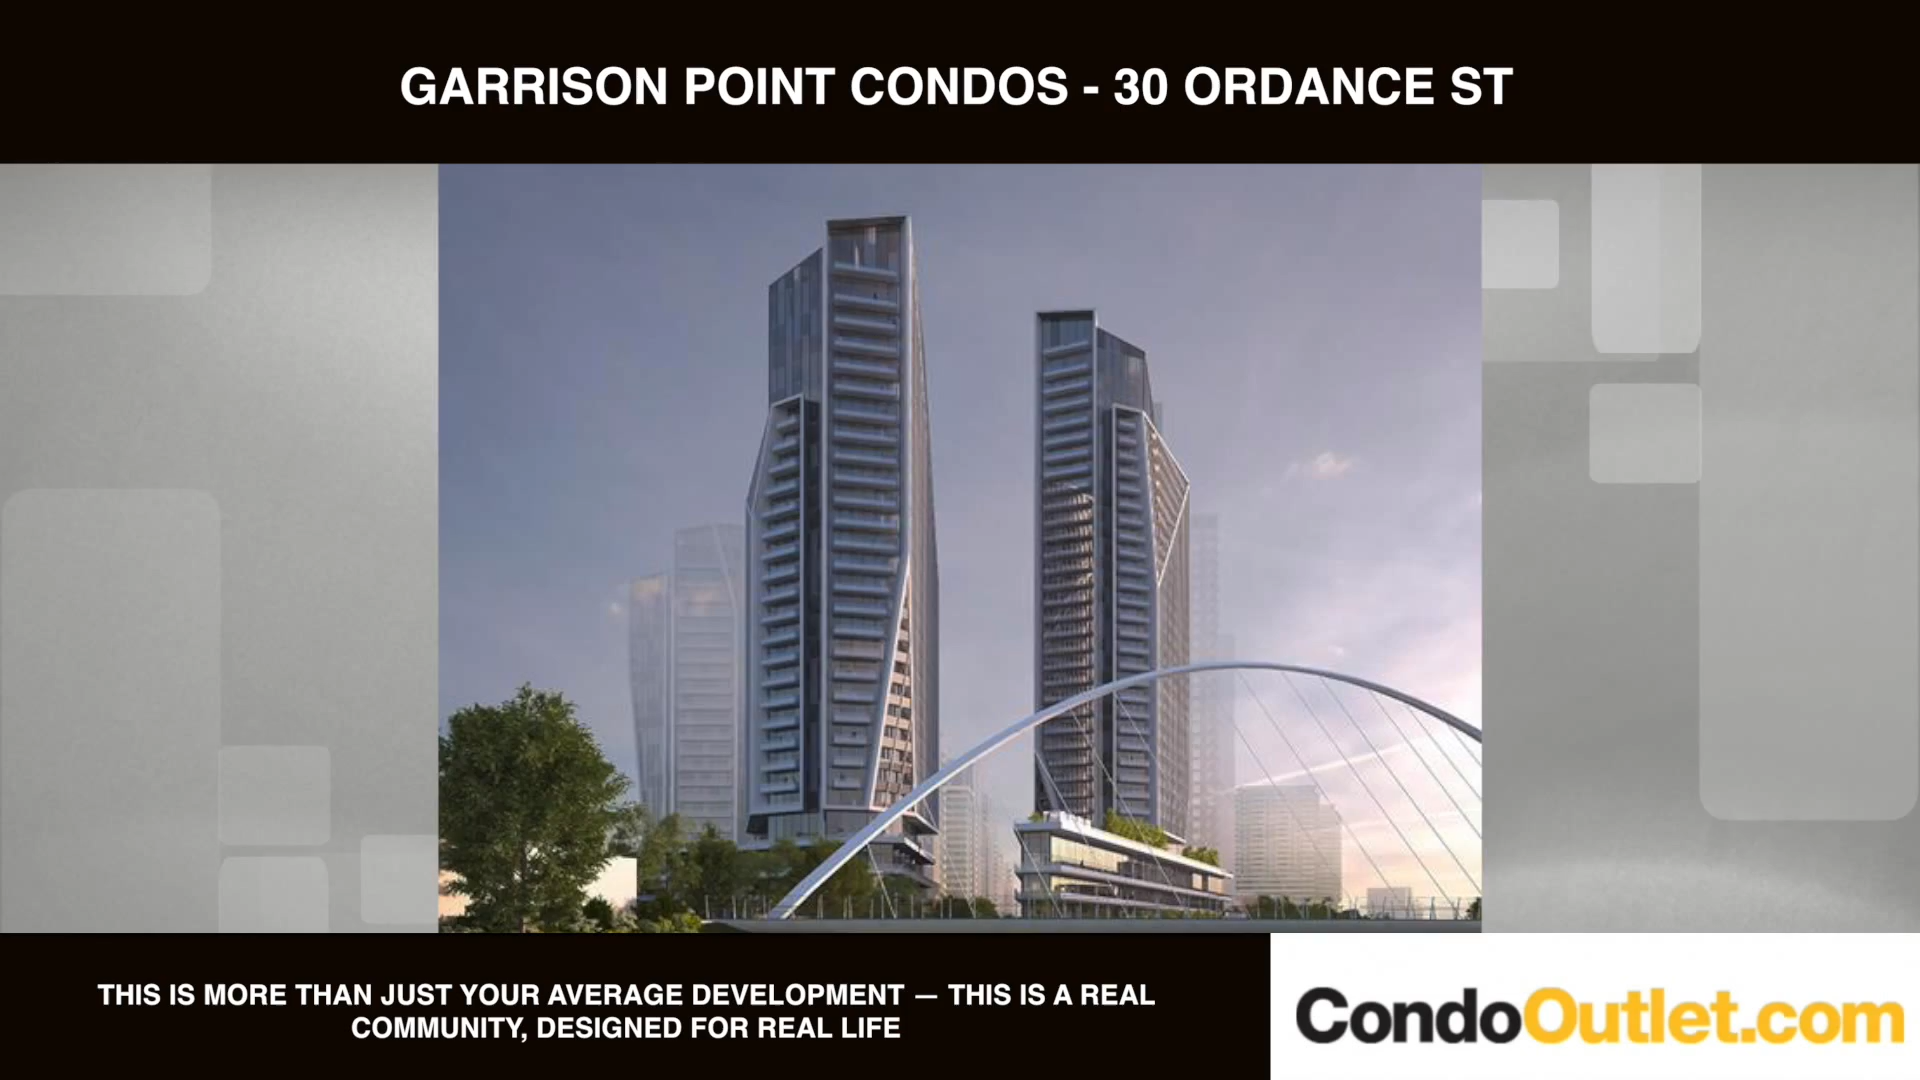 GARRISON POINT CONDOS - 30 ORDANCE ST
THIS IS MORE THAN JUST YOUR AVERAGE DEVELOPMENT — THIS IS A REAL
COMMUNITY, DESIGNED FOR REAL LIFE
CondoOutlet.com